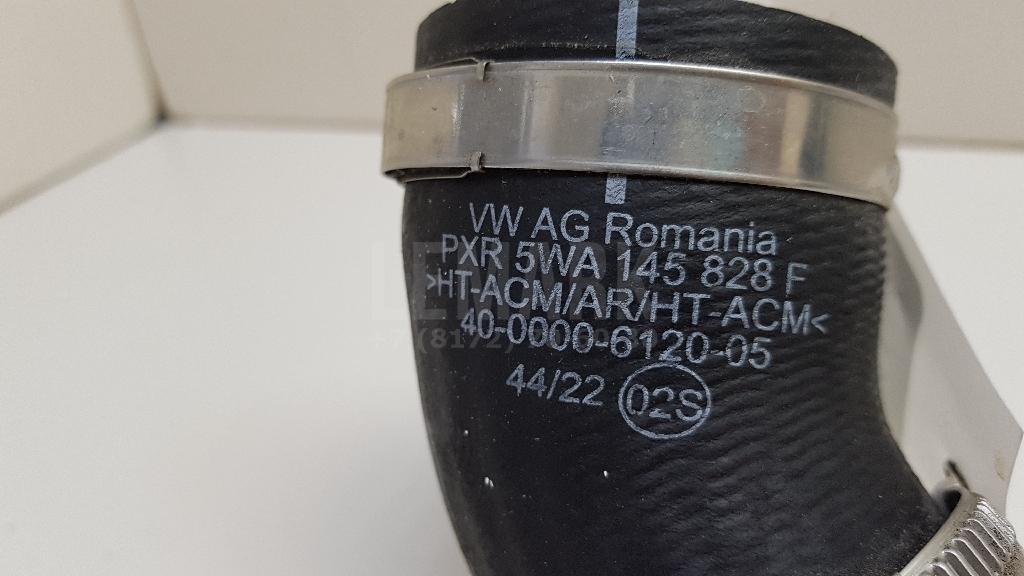 VW AG Romania
PXR 5WA 145 828 F
>HT-ACM/AR/HT-ACM<
40-0000-6120-05
44/22 02S